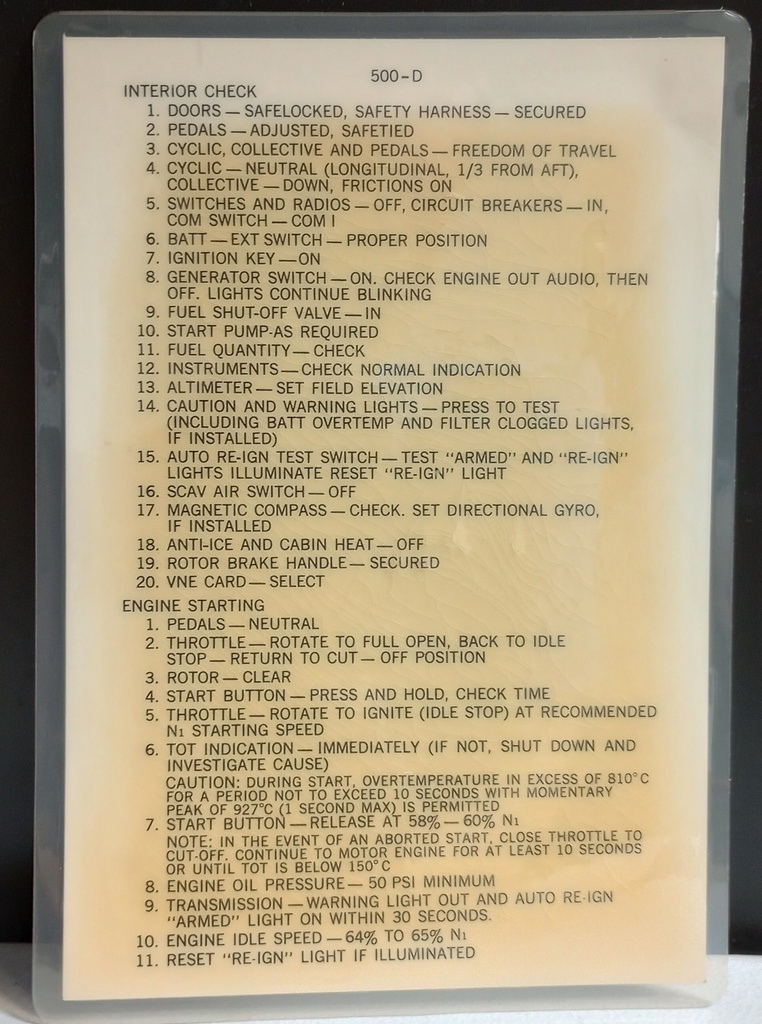 500-D
INTERIOR CHECK
1. DOORS — SAFELOCKED, SAFETY HARNESS — SECURED
2. PEDALS — ADJUSTED, SAFETIED
3. CYCLIC, COLLECTIVE AND PEDALS — FREEDOM OF TRAVEL
4. CYCLIC — NEUTRAL (LONGITUDINAL, 1/3 FROM AFT),
COLLECTIVE — DOWN, FRICTIONS ON
5. SWITCHES AND RADIOS — OFF, CIRCUIT BREAKERS — IN,
COM SWITCH — COM I
6. BATT — EXT SWITCH — PROPER POSITION
7. IGNITION KEY — ON
8. GENERATOR SWITCH — ON. CHECK ENGINE OUT AUDIO, THEN
OFF. LIGHTS CONTINUE BLINKING
9. FUEL SHUT-OFF VALVE — IN
10. START PUMP-AS REQUIRED
11. FUEL QUANTITY — CHECK
12. INSTRUMENTS — CHECK NORMAL INDICATION
13. ALTIMETER — SET FIELD ELEVATION
14. CAUTION AND WARNING LIGHTS — PRESS TO TEST
(INCLUDING BATT OVERTEMP AND FILTER CLOGGED LIGHTS,
IF INSTALLED)
15. AUTO RE-IGN TEST SWITCH — TEST "ARMED" AND "RE-IGN"
LIGHTS ILLUMINATE RESET "RE-IGN" LIGHT
16. SCAV AIR SWITCH — OFF
17. MAGNETIC COMPASS — CHECK. SET DIRECTIONAL GYRO,
IF INSTALLED
18. ANTI-ICE AND CABIN HEAT — OFF
19. ROTOR BRAKE HANDLE — SECURED
20. VNE CARD — SELECT
ENGINE STARTING
1. PEDALS — NEUTRAL
2. THROTTLE — ROTATE TO FULL OPEN, BACK TO IDLE
STOP — RETURN TO CUT — OFF POSITION
3. ROTOR — CLEAR
4. START BUTTON — PRESS AND HOLD, CHECK TIME
5. THROTTLE — ROTATE TO IGNITE (IDLE STOP) AT RECOMMENDED
N1 STARTING SPEED
6. TOT INDICATION — IMMEDIATELY (IF NOT, SHUT DOWN AND
INVESTIGATE CAUSE)
CAUTION: DURING START, OVERTEMPERATURE IN EXCESS OF 810°C
FOR A PERIOD NOT TO EXCEED 10 SECONDS WITH MOMENTARY
PEAK OF 927°C (1 SECOND MAX) IS PERMITTED
7. START BUTTON — RELEASE AT 58% — 60% N1
NOTE: IN THE EVENT OF AN ABORTED START, CLOSE THROTTLE TO
CUT-OFF. CONTINUE TO MOTOR ENGINE FOR AT LEAST 10 SECONDS
OR UNTIL TOT IS BELOW 150°C
8. ENGINE OIL PRESSURE — 50 PSI MINIMUM
9. TRANSMISSION — WARNING LIGHT OUT AND AUTO RE-IGN
"ARMED" LIGHT ON WITHIN 30 SECONDS.
10. ENGINE IDLE SPEED — 64% TO 65% N1
11. RESET "RE-IGN" LIGHT IF ILLUMINATED